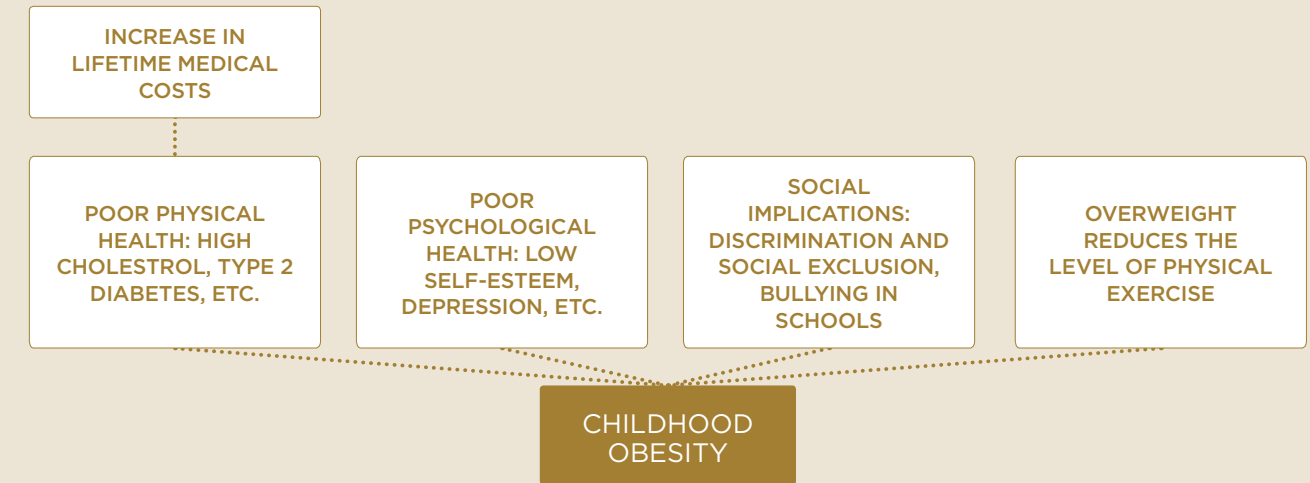 INCREASE IN
LIFETIME MEDICAL
COSTS
POOR PHYSICAL
HEALTH: HIGH
CHOLESTROL, TYPE 2
DIABETES, ETC.
POOR
PSYCHOLOGICAL
HEALTH: LOW
SELF-ESTEEM,
DEPRESSION, ETC.
SOCIAL
IMPLICATIONS:
DISCRIMINATION AND
SOCIAL EXCLUSION,
BULLYING IN
SCHOOLS
OVERWEIGHT
REDUCES THE
LEVEL OF PHYSICAL
EXERCISE
CHILDHOOD
OBESITY